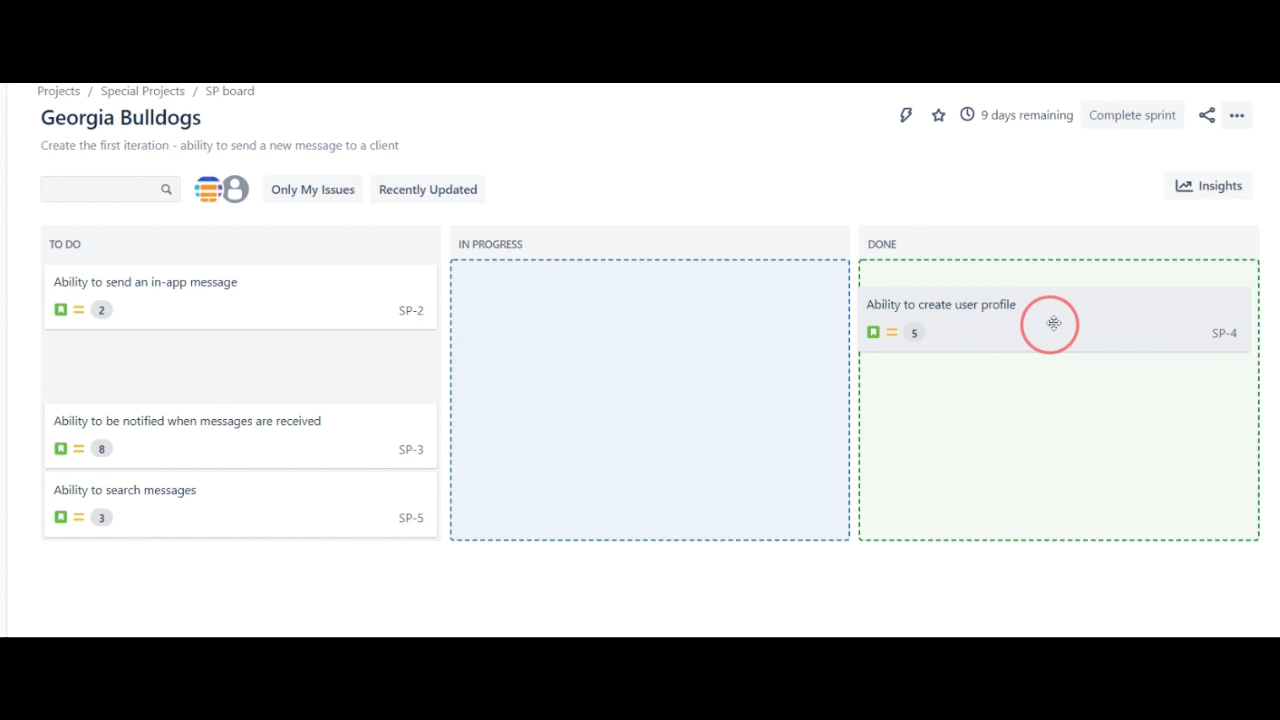 Projects / Special Projects / SP board
Georgia Bulldogs
9 days remaining
Complete sprint
Create the first iteration - ability to send a new message to a client
Only My Issues
Recently Updated
Insights
TO DO
IN PROGRESS
DONE
Ability to send an in-app message
2
SP-2
Ability to create user profile
5
SP-4
Ability to be notified when messages are received
8
SP-3
Ability to search messages
3
SP-5